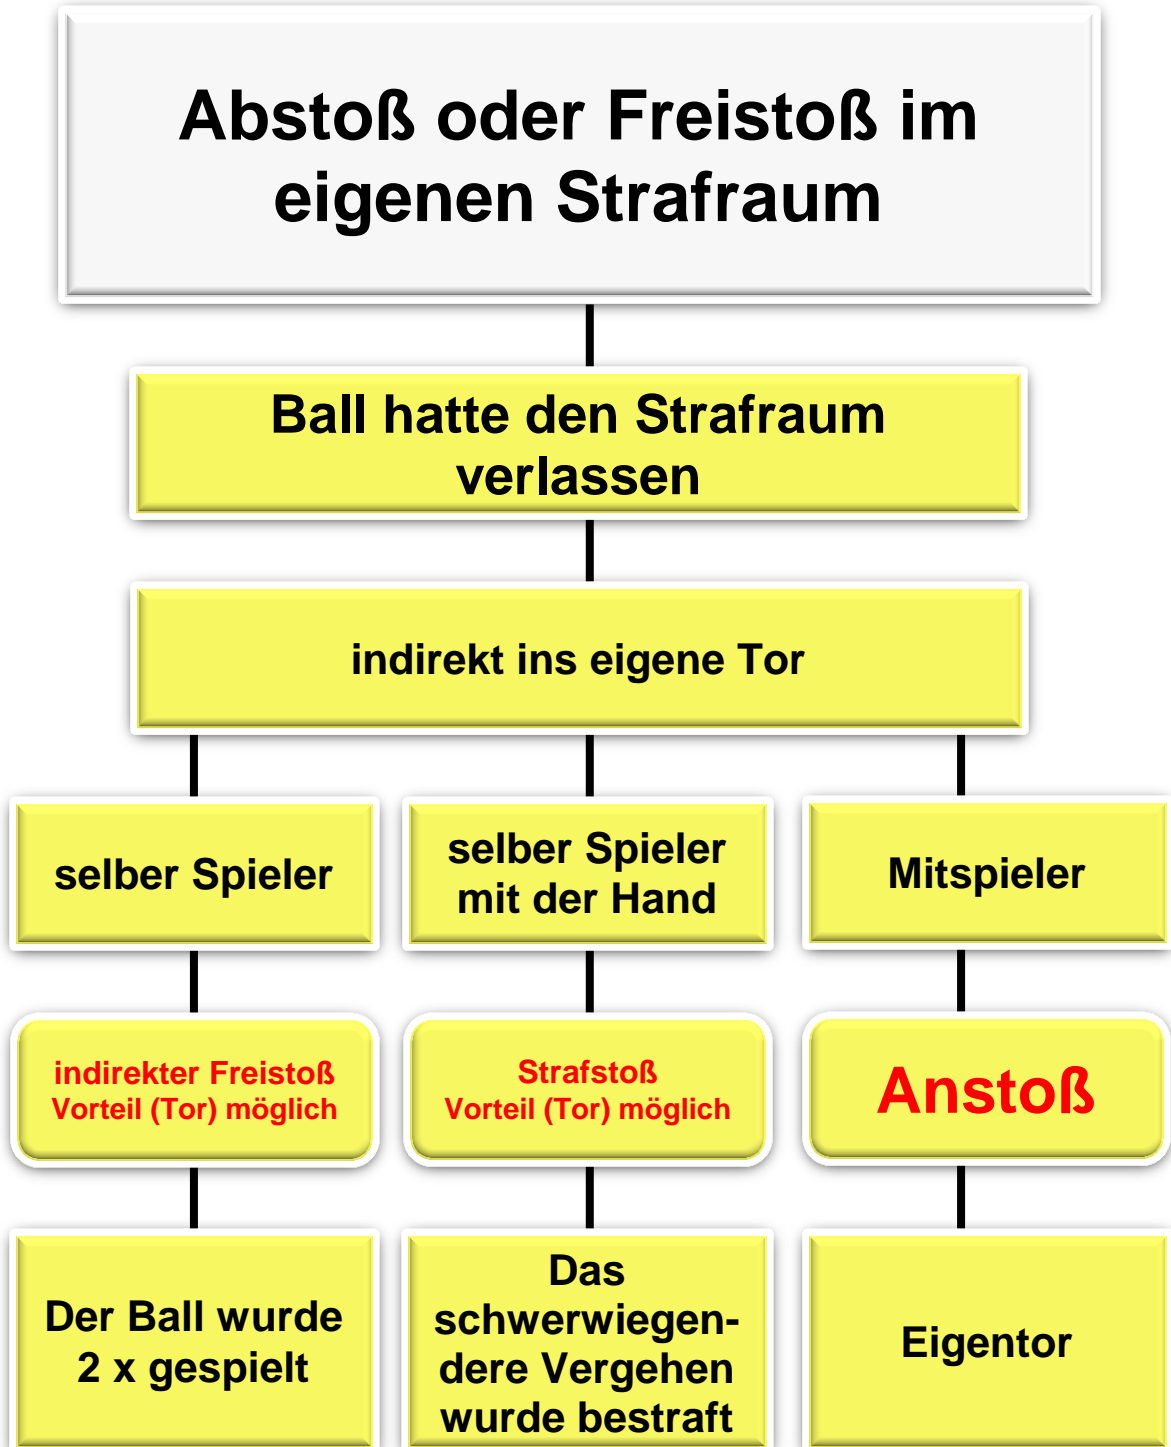 Abstoß oder Freistoß im
eigenen Strafraum
Ball hatte den Strafraum
verlassen
indirekt ins eigene Tor
selber Spieler
selber Spieler
mit der Hand
Mitspieler
indirekter Freistoß
Vorteil (Tor) möglich
Strafstoß
Vorteil (Tor) möglich
Anstoß
Der Ball wurde
2 x gespielt
Das
schwerwiegen-
dere Vergehen
wurde bestraft
Eigentor